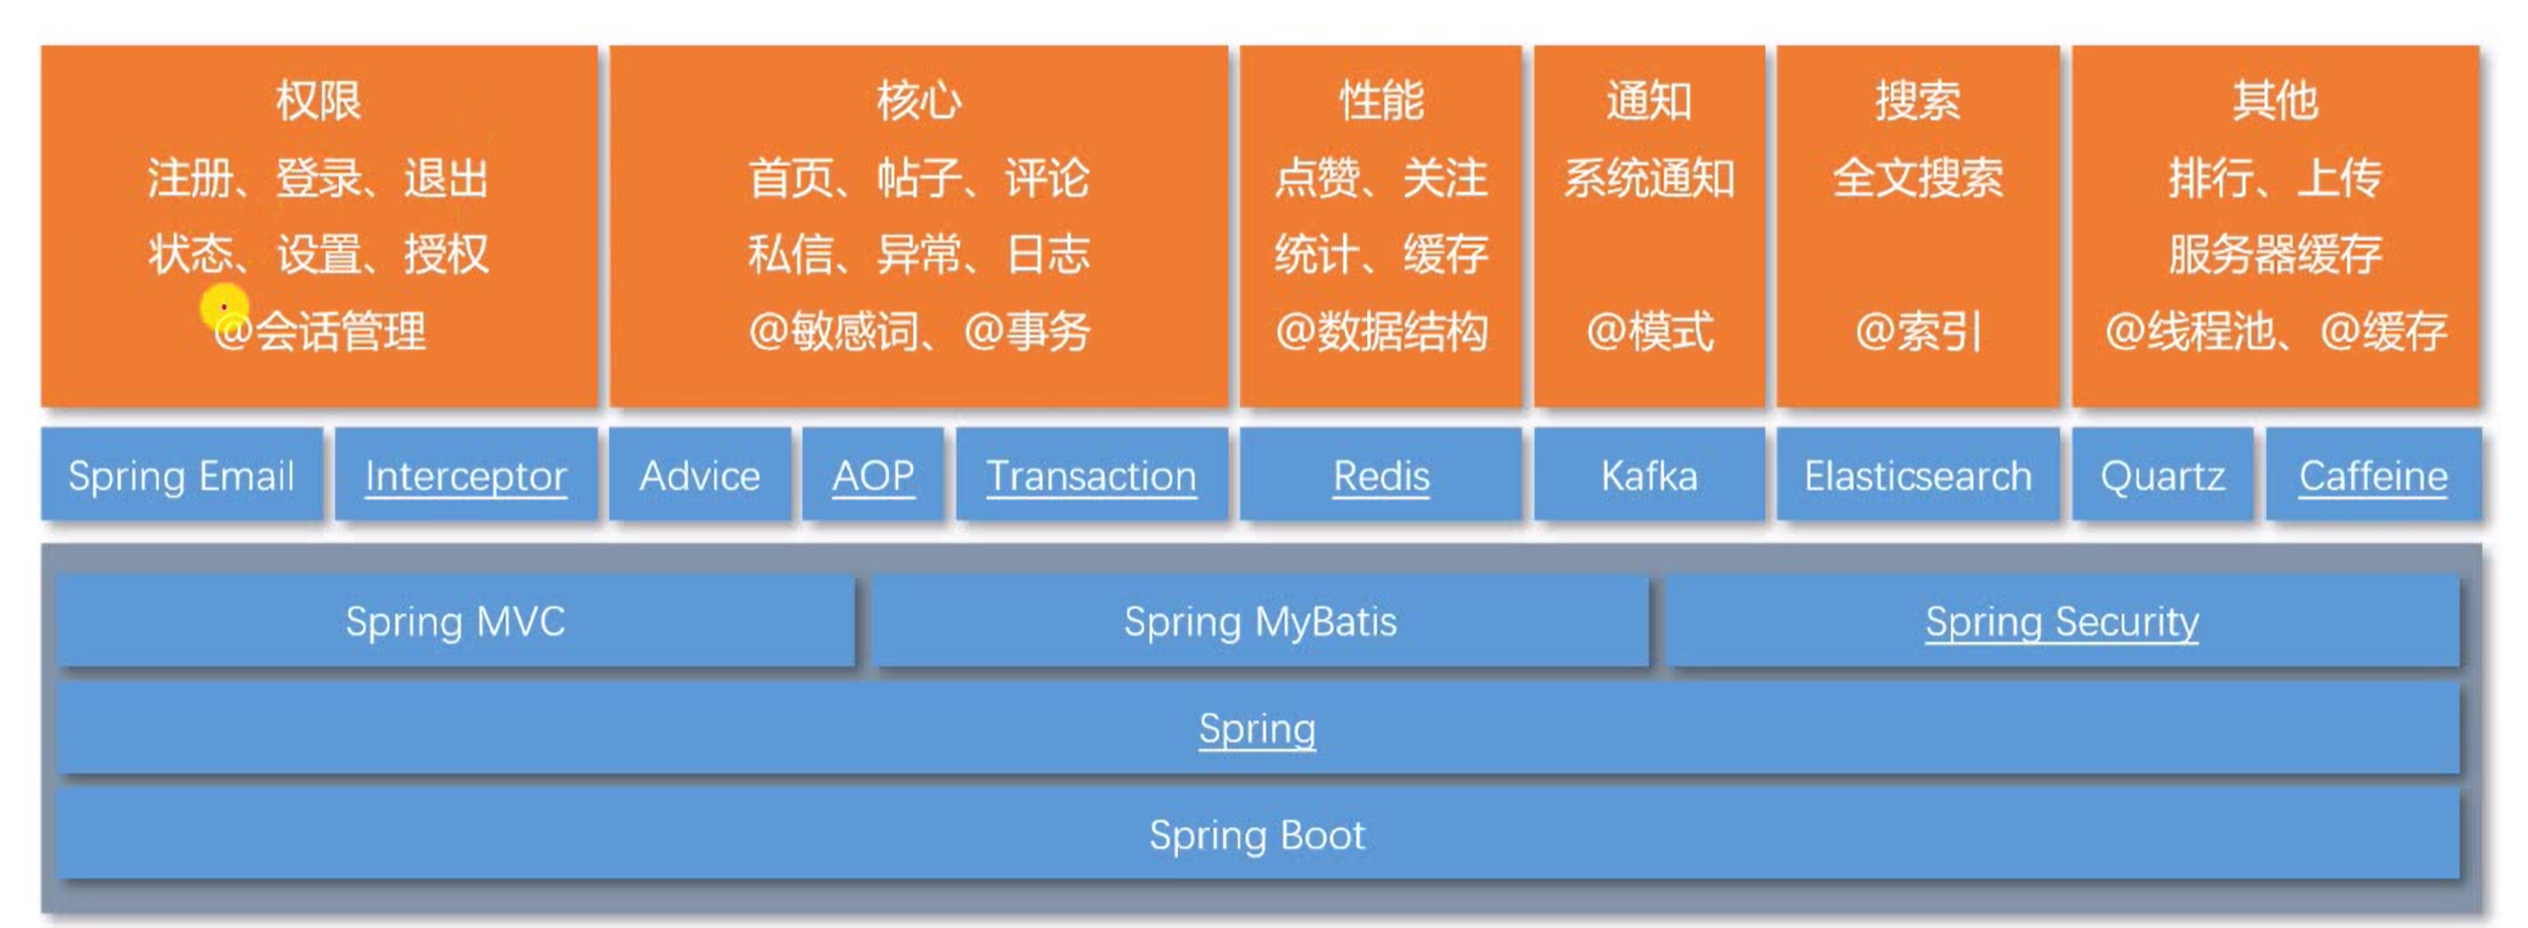 权限
注册、登录、退出
状态、设置、授权
@会话管理
核心
首页、帖子、评论
私信、异常、日志
@敏感词、@事务
性能
点赞、关注
统计、缓存
@数据结构
通知
系统通知
@模式
搜索
全文搜索
@索引
其他
排行、上传
服务器缓存
@线程池、@缓存
Spring Email
Interceptor
Advice
AOP
Transaction
Redis
Kafka
Elasticsearch
Quartz
Caffeine
Spring MVC
Spring MyBatis
Spring Security
Spring
Spring Boot